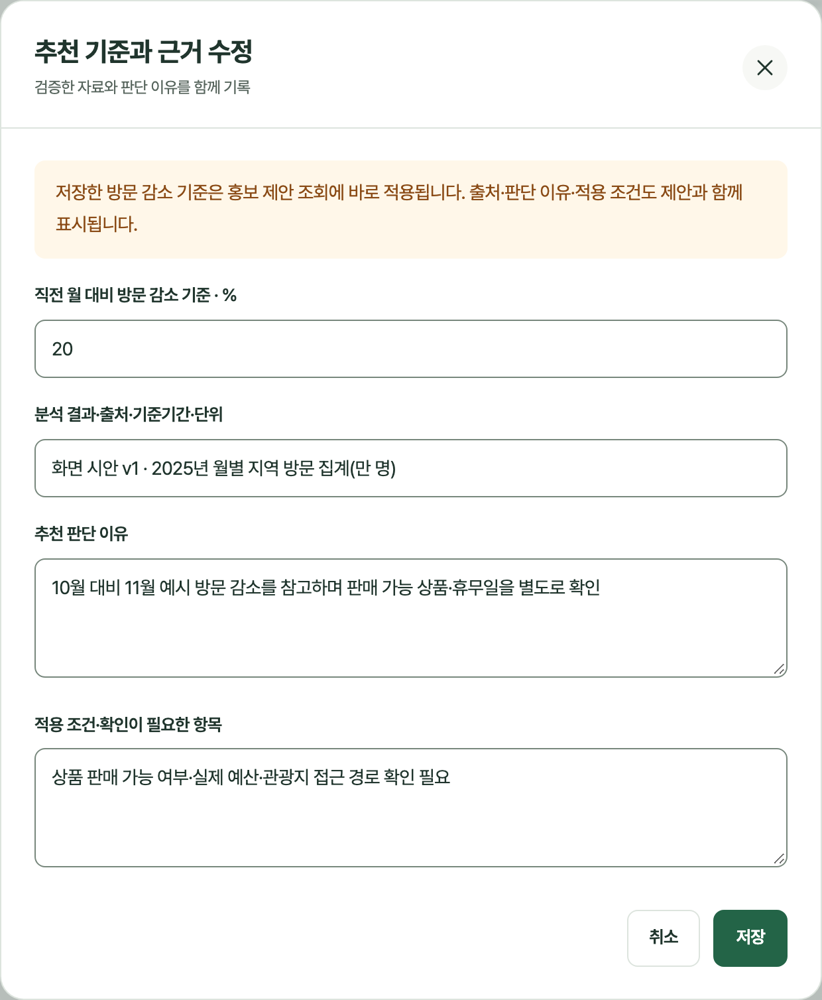 추천 기준과 근거 수정
검증한 자료와 판단 이유를 함께 기록
저장한 방문 감소 기준은 홍보 제안 조회에 바로 적용됩니다. 출처·판단 이유·적용 조건도 제안과 함께
표시됩니다.
직전 월 대비 방문 감소 기준 · %
20
분석 결과·출처·기준기간·단위
화면 시안 v1 · 2025년 월별 지역 방문 집계(만 명)
추천 판단 이유
10월 대비 11월 예시 방문 감소를 참고하며 판매 가능 상품·휴무일을 별도로 확인
적용 조건·확인이 필요한 항목
상품 판매 가능 여부·실제 예산·관광지 접근 경로 확인 필요
취소
저장